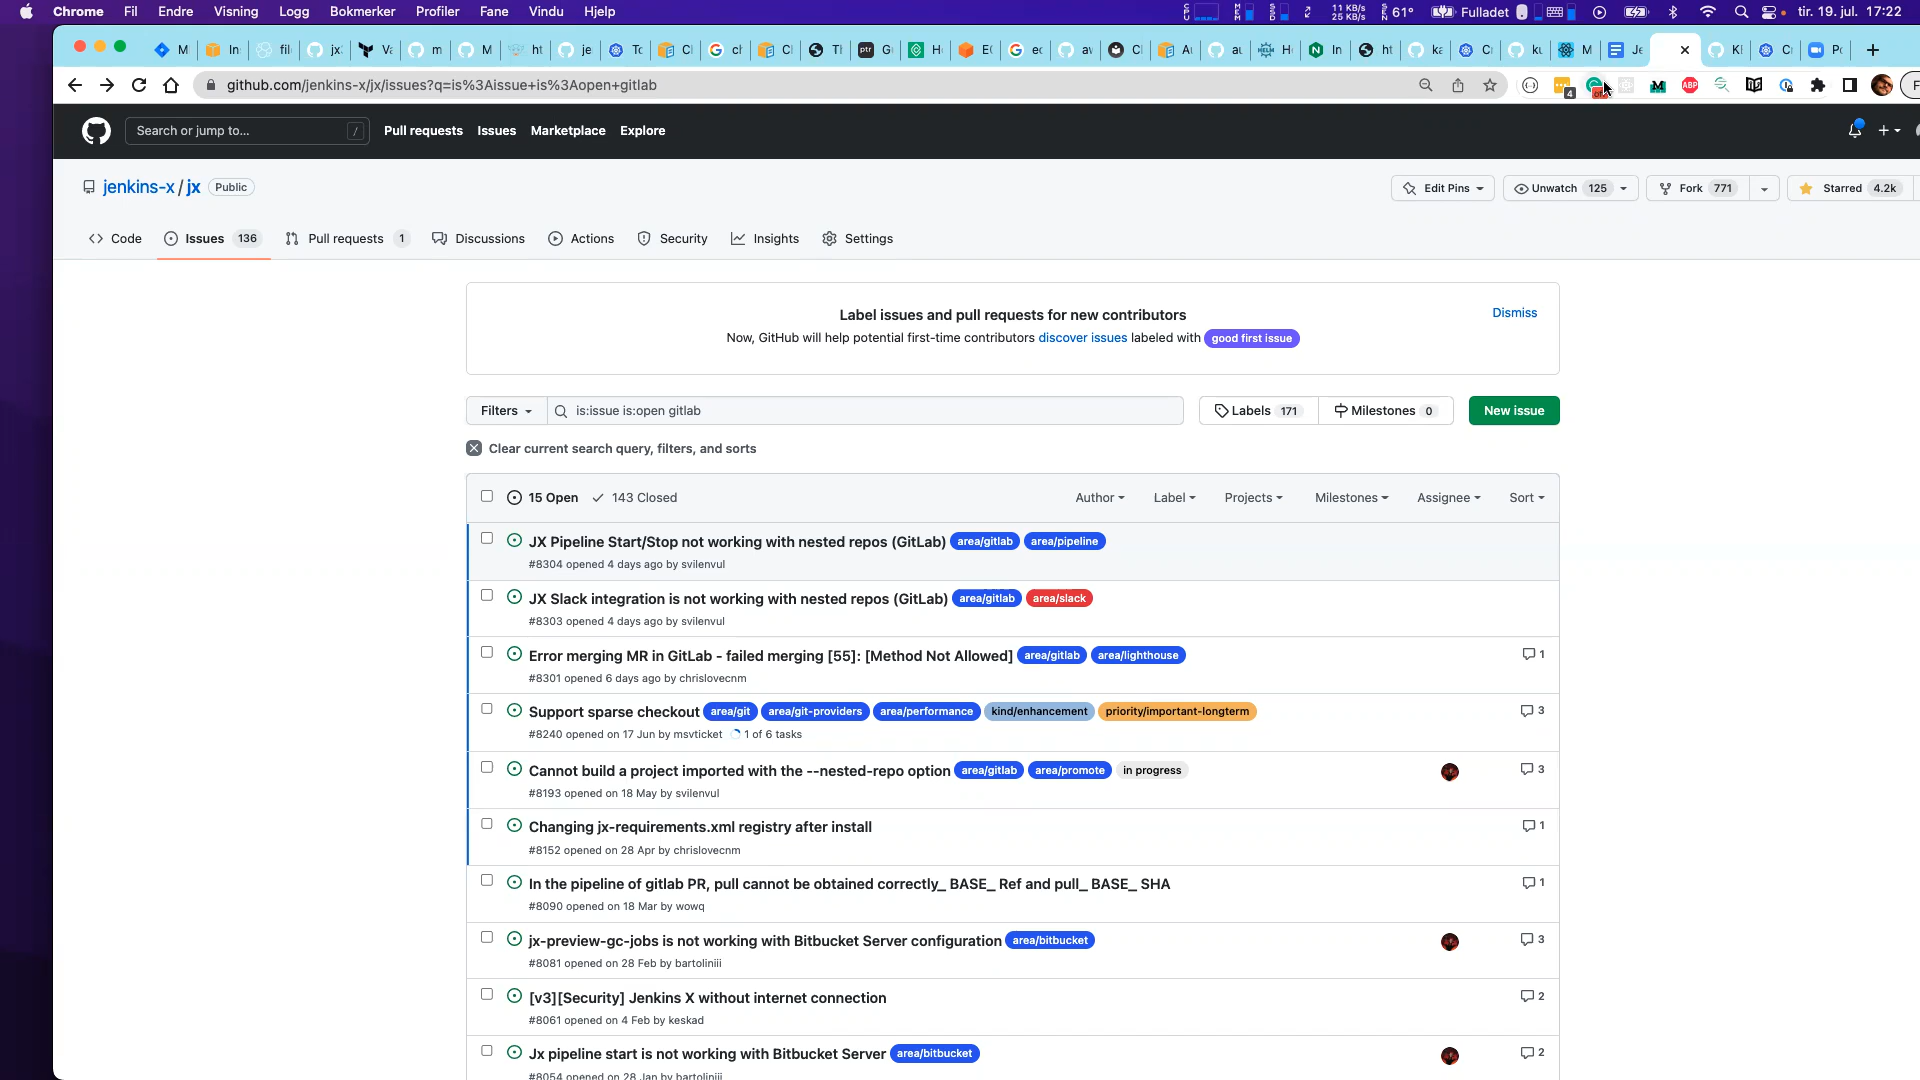 Chrome Fil Endre Visning Logg Bokmerker Profiler Fane Vindu Hjelp 11 KB/s 25 KB/s 61° Fulladet tir. 19. jul. 17:22
github.com/jenkins-x/jx/issues?q=is%3Aissue+is%3Aopen+gitlab
Search or jump to... / Pull requests Issues Marketplace Explore
jenkins-x / jx Public Edit Pins Unwatch 125 Fork 771 Starred 4.2k
Code Issues 136 Pull requests 1 Discussions Actions Security Insights Settings
Label issues and pull requests for new contributors Dismiss
Now, GitHub will help potential first-time contributors discover issues labeled with good first issue
Filters is:issue is:open gitlab Labels 171 Milestones 0 New issue
Clear current search query, filters, and sorts
15 Open 143 Closed Author Label Projects Milestones Assignee Sort
JX Pipeline Start/Stop not working with nested repos (GitLab) area/gitlab area/pipeline
#8304 opened 4 days ago by svilenvul
JX Slack integration is not working with nested repos (GitLab) area/gitlab area/slack
#8303 opened 4 days ago by svilenvul
Error merging MR in GitLab - failed merging [55]: [Method Not Allowed] area/gitlab area/lighthouse 1
#8301 opened 6 days ago by chrislovecnm
Support sparse checkout area/git area/git-providers area/performance kind/enhancement priority/important-longterm 3
#8240 opened on 17 Jun by msvticket 1 of 6 tasks
Cannot build a project imported with the --nested-repo option area/gitlab area/promote in progress 3
#8193 opened on 18 May by svilenvul
Changing jx-requirements.xml registry after install 1
#8152 opened on 28 Apr by chrislovecnm
In the pipeline of gitlab PR, pull cannot be obtained correctly_ BASE_ Ref and pull_ BASE_ SHA 1
#8090 opened on 18 Mar by wowq
jx-preview-gc-jobs is not working with Bitbucket Server configuration area/bitbucket 3
#8081 opened on 28 Feb by bartoliniii
[v3][Security] Jenkins X without internet connection 2
#8061 opened on 4 Feb by keskad
Jx pipeline start is not working with Bitbucket Server area/bitbucket 2
#8054 opened on 28 Jan by bartoliniii